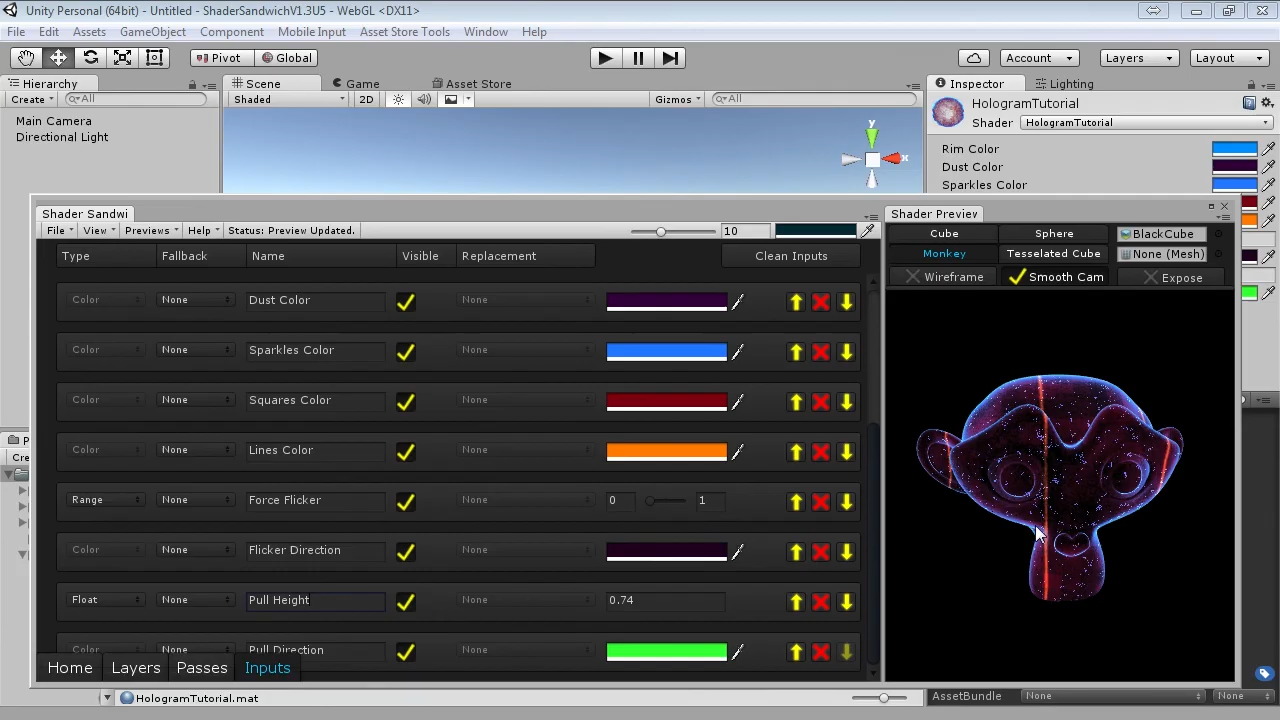 Unity Personal (64bit) - Untitled - ShaderSandwichV1.3U5 - WebGL <DX11>
File Edit Assets GameObject Component Mobile Input Asset Store Tools Window Help
Pivot Global Account Layers Layout
Hierarchy Scene Game Asset Store Inspector Lighting
Create All Shaded 2D Gizmos All HologramTutorial
Shader HologramTutorial
Main Camera
Directional Light
Rim Color
Dust Color
Sparkles Color
Shader Sandwi Shader Preview
File View Previews Help Status: Preview Updated. 10
Cube Sphere BlackCube
Monkey Tesselated Cube None (Mesh)
Wireframe Smooth Cam Expose
Type Fallback Name Visible Replacement Clean Inputs
Color None Dust Color None
Color None Sparkles Color None
Color None Squares Color None
Color None Lines Color None
Range None Force Flicker None 0 1
Color None Flicker Direction None
Float None Pull Height None 0.74
Color None Pull Direction None
Home Layers Passes Inputs
HologramTutorial.mat
AssetBundle None None
y
x
P
Cre